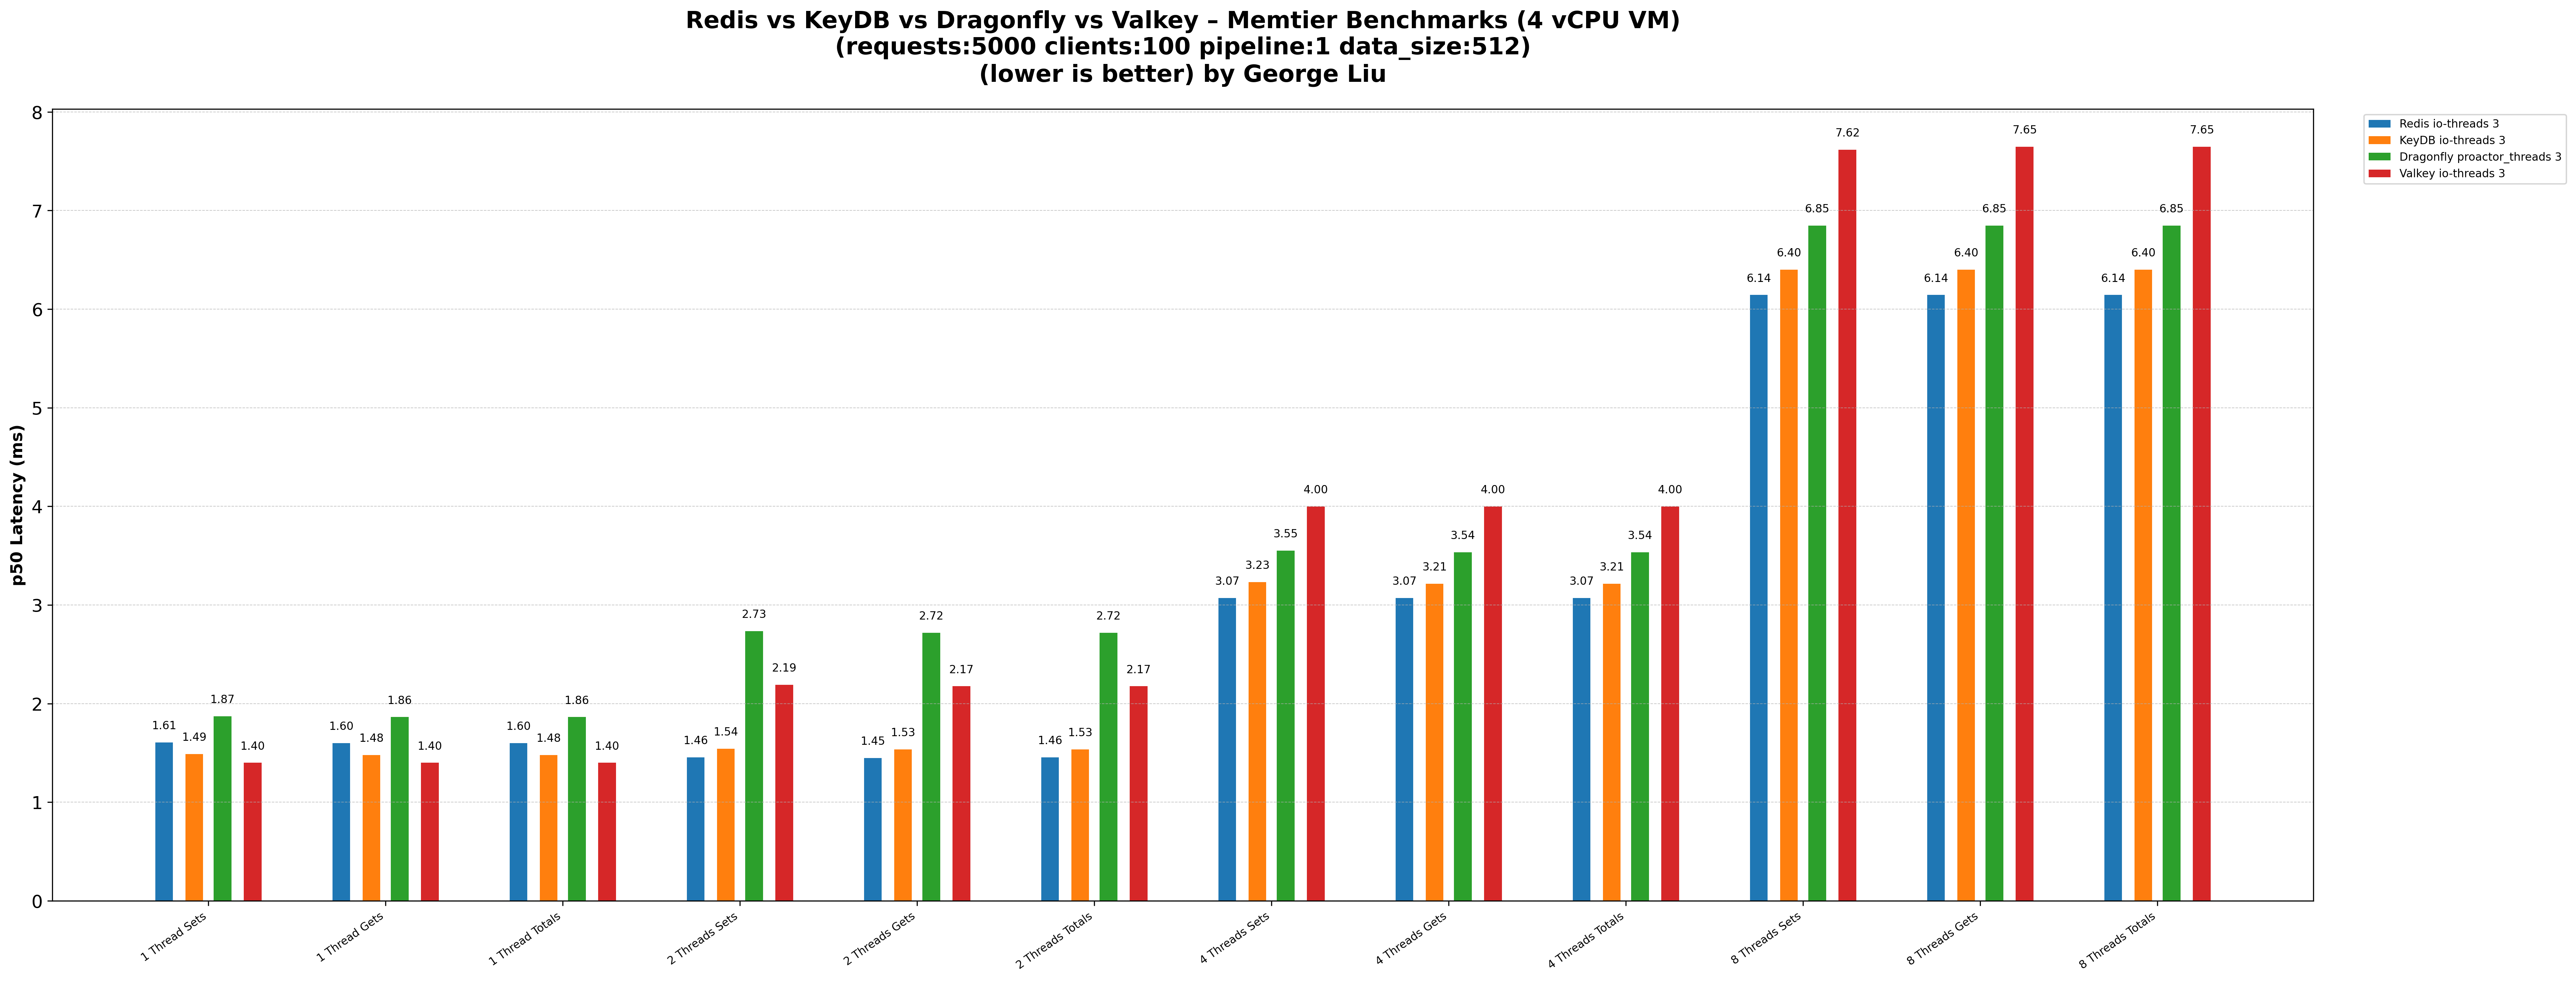 Redis vs KeyDB vs Dragonfly vs Valkey – Memtier Benchmarks (4 vCPU VM)
(requests:5000 clients:100 pipeline:1 data_size:512)
(lower is better) by George Liu
Redis io-threads 3
KeyDB io-threads 3
Dragonfly proactor_threads 3
Valkey io-threads 3
p50 Latency (ms)
8
7
6
5
4
3
2
1
0
1.61 1.49 1.87 1.40
1.60 1.48 1.86 1.40
1.60 1.48 1.86 1.40
1.46 1.54 2.73 2.19
1.45 1.53 2.72 2.17
1.46 1.53 2.72 2.17
3.07 3.23 3.55 4.00
3.07 3.21 3.54 4.00
3.07 3.21 3.54 4.00
6.14 6.40 6.85 7.62
6.14 6.40 6.85 7.65
6.14 6.40 6.85 7.65
1 Thread Sets
1 Thread Gets
1 Thread Totals
2 Threads Sets
2 Threads Gets
2 Threads Totals
4 Threads Sets
4 Threads Gets
4 Threads Totals
8 Threads Sets
8 Threads Gets
8 Threads Totals